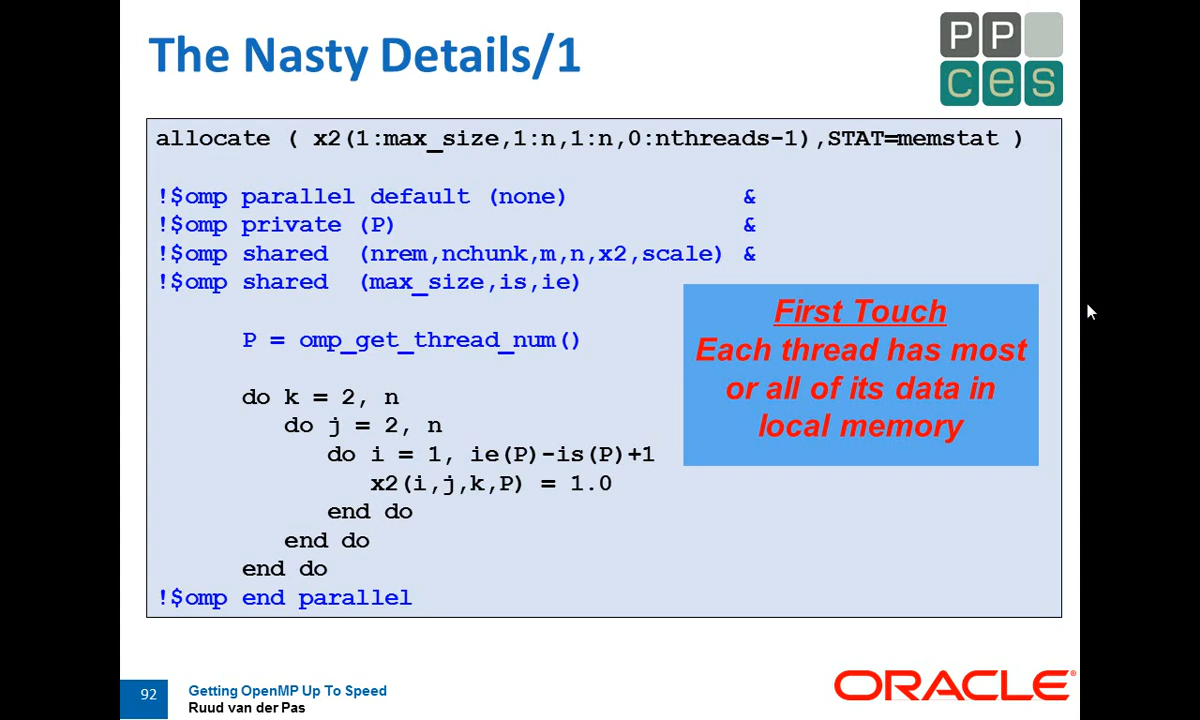 The Nasty Details/1
PP
ces
allocate ( x2(1:max_size,1:n,1:n,0:nthreads-1),STAT=memstat )
!$omp parallel default (none) &
!$omp private (P) &
!$omp shared (nrem,nchunk,m,n,x2,scale) &
!$omp shared (max_size,is,ie)
P = omp_get_thread_num()
do k = 2, n
do j = 2, n
do i = 1, ie(P)-is(P)+1
x2(i,j,k,P) = 1.0
end do
end do
end do
!$omp end parallel
First Touch
Each thread has most
or all of its data in
local memory
92
Getting OpenMP Up To Speed
Ruud van der Pas
ORACLE®